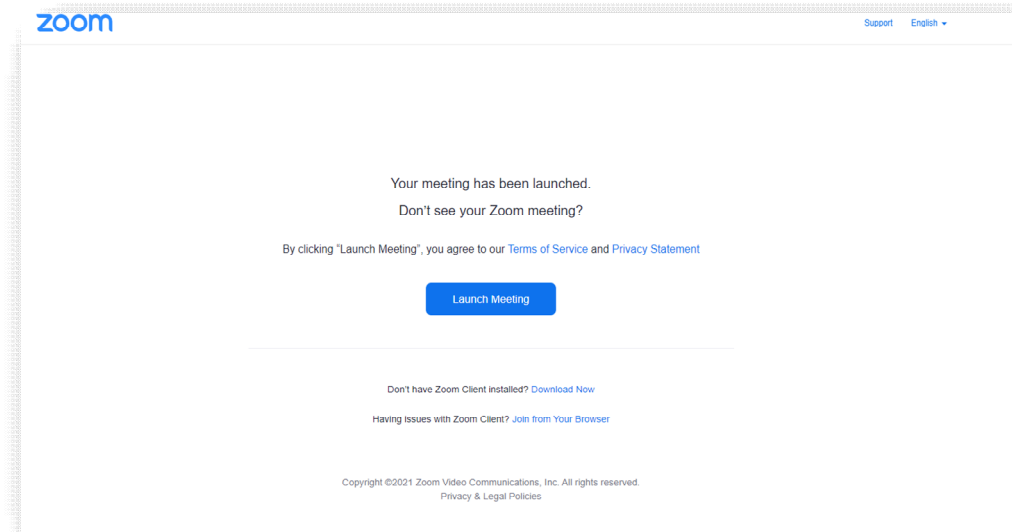 zoom
Support English
Your meeting has been launched.
Don't see your Zoom meeting?
By clicking "Launch Meeting", you agree to our Terms of Service and Privacy Statement
Launch Meeting
Don't have Zoom Client installed? Download Now
Having issues with Zoom Client? Join from Your Browser
Copyright ©2021 Zoom Video Communications, Inc. All rights reserved.
Privacy & Legal Policies